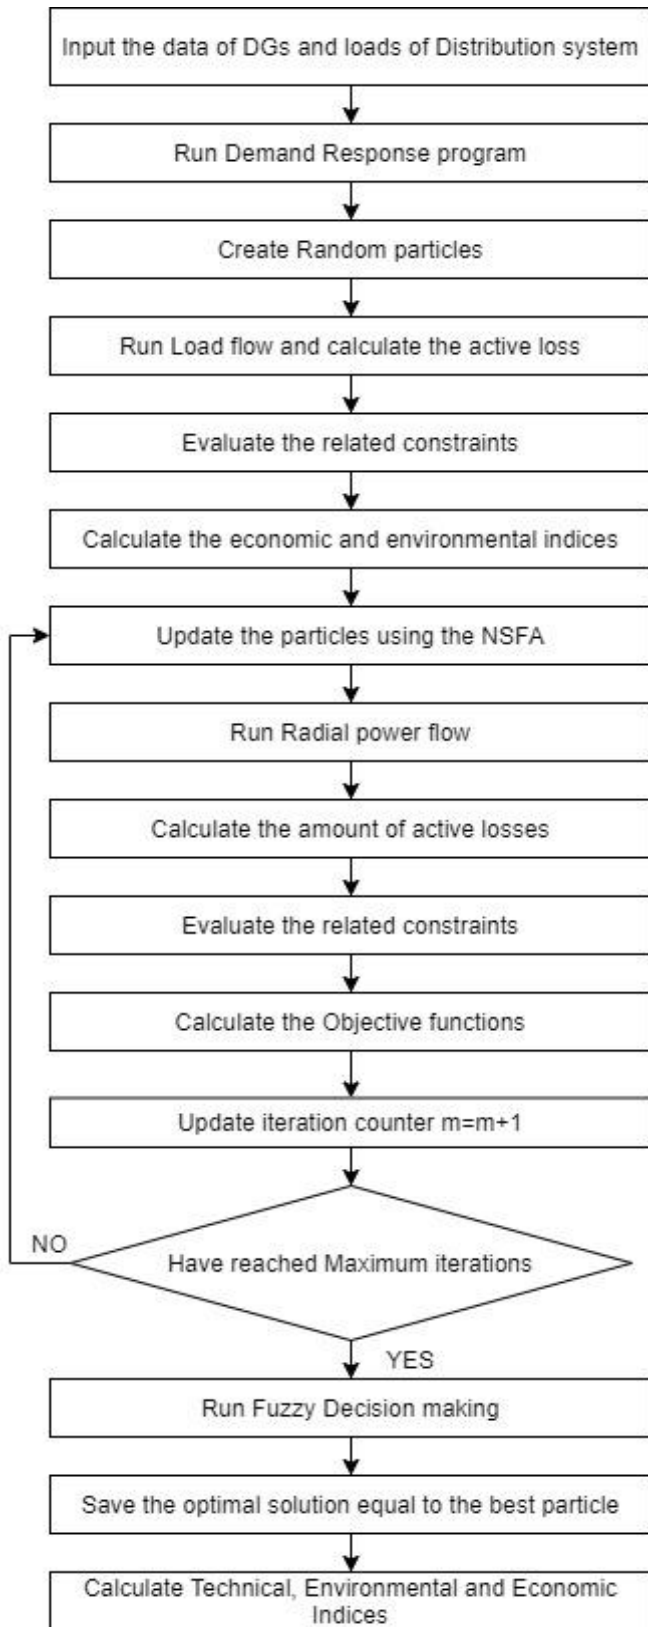 Input the data of DGs and loads of Distribution system
Run Demand Response program
Create Random particles
Run Load flow and calculate the active loss
Evaluate the related constraints
Calculate the economic and environmental indices
Update the particles using the NSFA
Run Radial power flow
Calculate the amount of active losses
Evaluate the related constraints
Calculate the Objective functions
Update iteration counter m=m+1
NO
Have reached Maximum iterations
YES
Run Fuzzy Decision making
Save the optimal solution equal to the best particle
Calculate Technical, Environmental and Economic
Indices